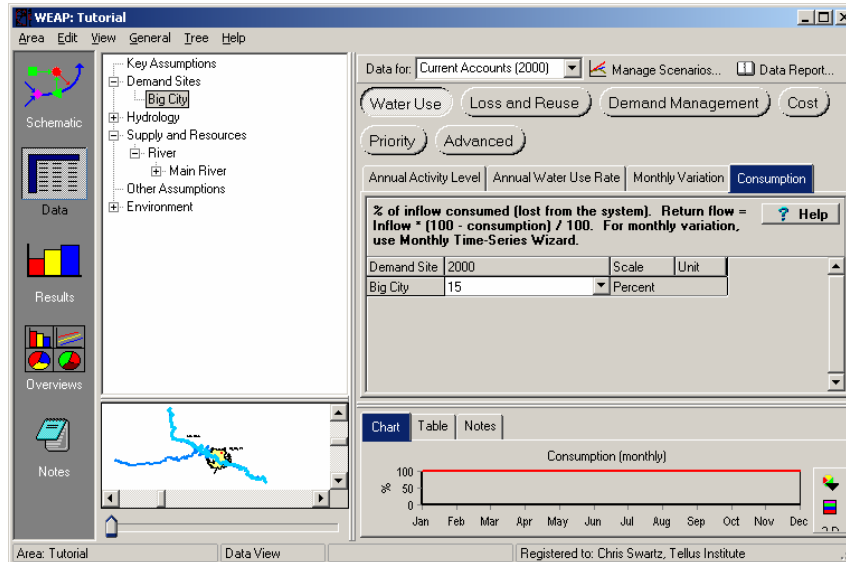 WEAP: Tutorial
Area Edit View General Tree Help
Schematic
Data
Results
Overviews
Notes
Key Assumptions
Demand Sites
Big City
Hydrology
Supply and Resources
River
Main River
Other Assumptions
Environment
Data for: Current Accounts (2000) Manage Scenarios... Data Report...
Water Use Loss and Reuse Demand Management Cost
Priority Advanced
Annual Activity Level Annual Water Use Rate Monthly Variation Consumption
% of inflow consumed (lost from the system). Return flow =
Inflow * (100 - consumption) / 100. For monthly variation,
use Monthly Time-Series Wizard.
? Help
Demand Site 2000 Scale Unit
Big City 15 Percent
Chart Table Notes
Consumption (monthly)
%
100
50
0
Jan Feb Mar Apr May Jun Jul Aug Sep Oct Nov Dec
Area: Tutorial Data View Registered to: Chris Swartz, Tellus Institute